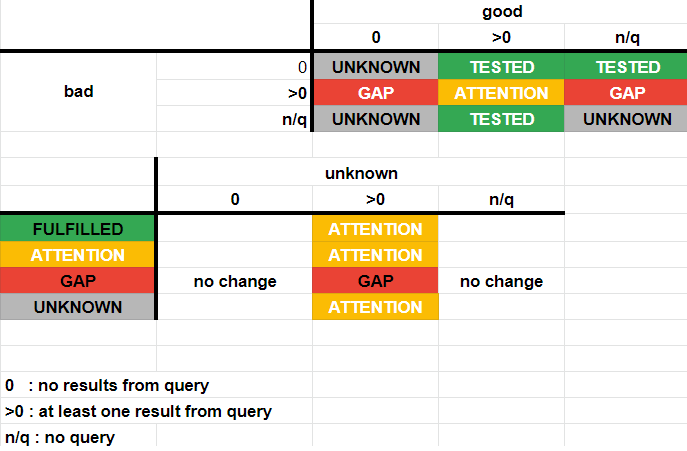 good
0 >0 n/q
0 UNKNOWN TESTED TESTED
bad >0 GAP ATTENTION GAP
n/q UNKNOWN TESTED UNKNOWN
unknown
0 >0 n/q
FULFILLED ATTENTION
ATTENTION ATTENTION
GAP no change GAP no change
UNKNOWN ATTENTION
0 : no results from query
>0 : at least one result from query
n/q : no query